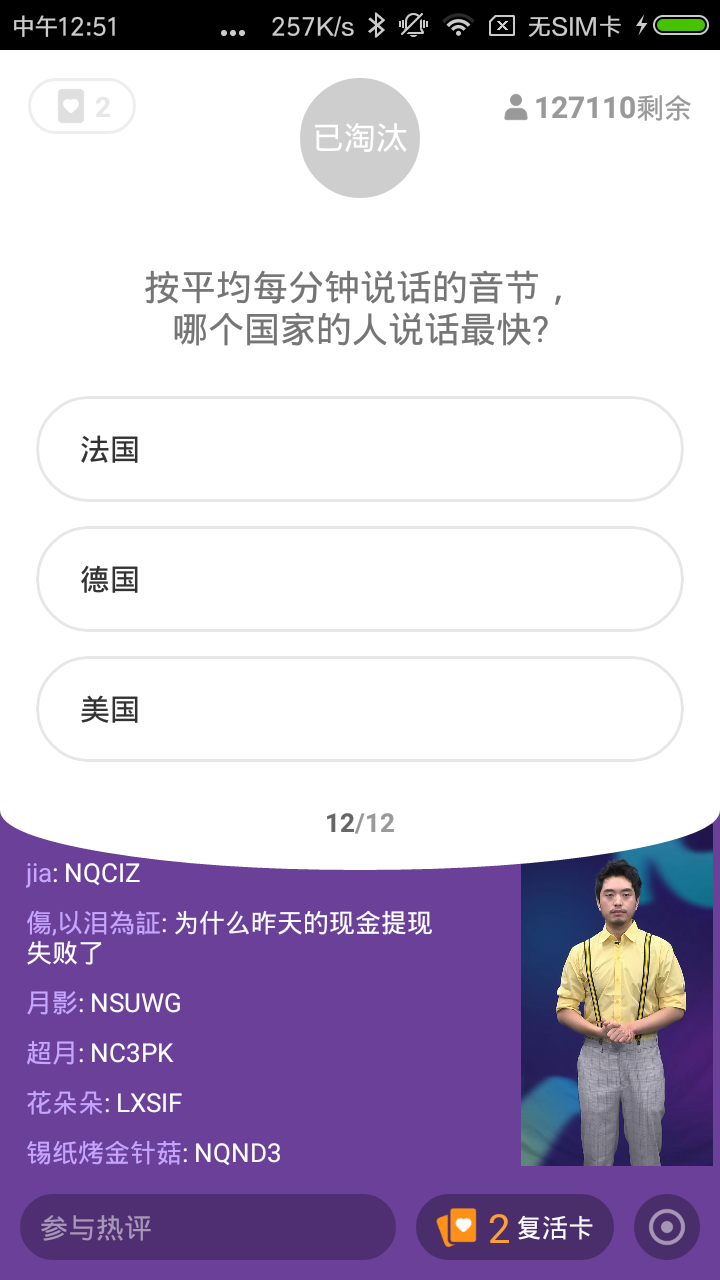 中午12:51 ... 257K/s 无SIM卡
2
已淘汰
127110剩余
按平均每分钟说话的音节，
哪个国家的人说话最快?
法国
德国
美国
12/12
jia: NQCIZ
傷,以泪為証: 为什么昨天的现金提现
失败了
月影: NSUWG
超月: NC3PK
花朵朵: LXSIF
锡纸烤金针菇: NQND3
参与热评
2 复活卡